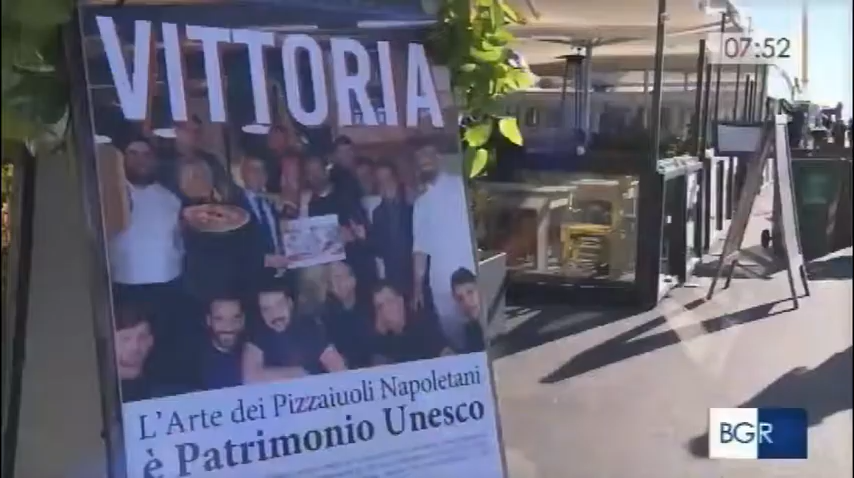 VITTORIA
07:52
L'Arte dei Pizzaiuoli Napoletani
è Patrimonio Unesco
BGR